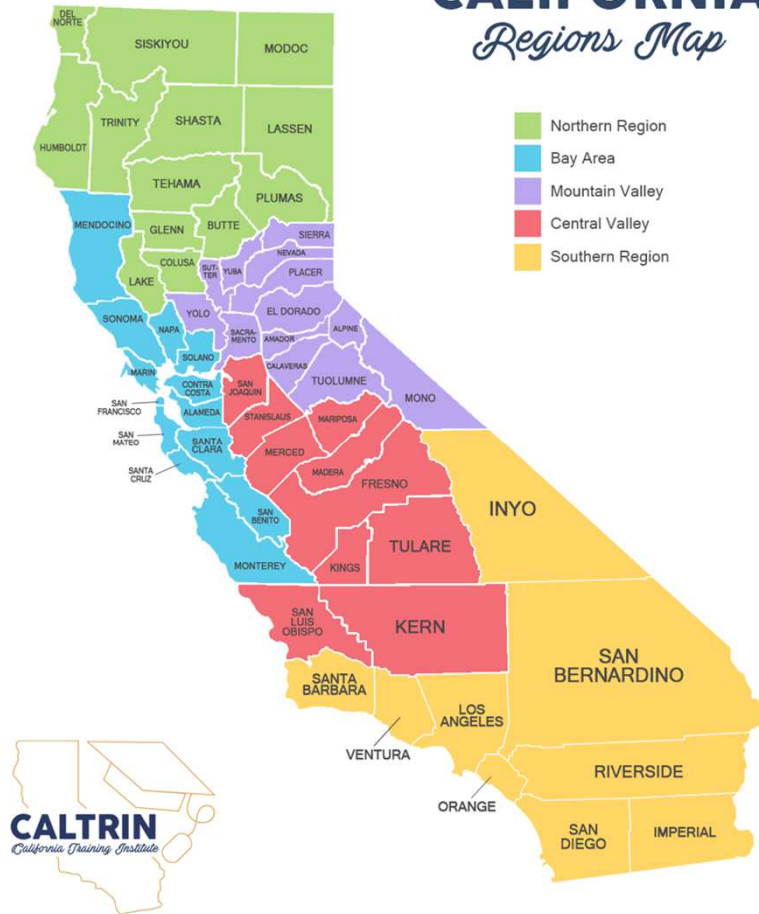 CALIFORNIA
Regions Map
Northern Region
Bay Area
Mountain Valley
Central Valley
Southern Region
DEL
NORTE
SISKIYOU
MODOC
HUMBOLDT
TRINITY
SHASTA
LASSEN
TEHAMA
PLUMAS
MENDOCINO
GLENN
BUTTE
SIERRA
NEVADA
COLUSA
SUT-
TER
YUBA
PLACER
LAKE
YOLO
EL DORADO
SONOMA
NAPA
SACRA-
MENTO
ALPINE
AMADOR
SOLANO
CALAVERAS
MARIN
TUOLUMNE
CONTRA
COSTA
SAN
JOAQUIN
MONO
SAN
FRANCISCO
ALAMEDA
STANISLAUS
MARIPOSA
SAN
MATEO
SANTA
CLARA
MERCED
SANTA
CRUZ
MADERA
FRESNO
INYO
SAN
BENITO
TULARE
MONTEREY
KINGS
SAN
LUIS
OBISPO
KERN
SAN
BERNARDINO
SANTA
BARBARA
LOS
ANGELES
VENTURA
RIVERSIDE
ORANGE
SAN
DIEGO
IMPERIAL
CALTRIN
California Training Institute